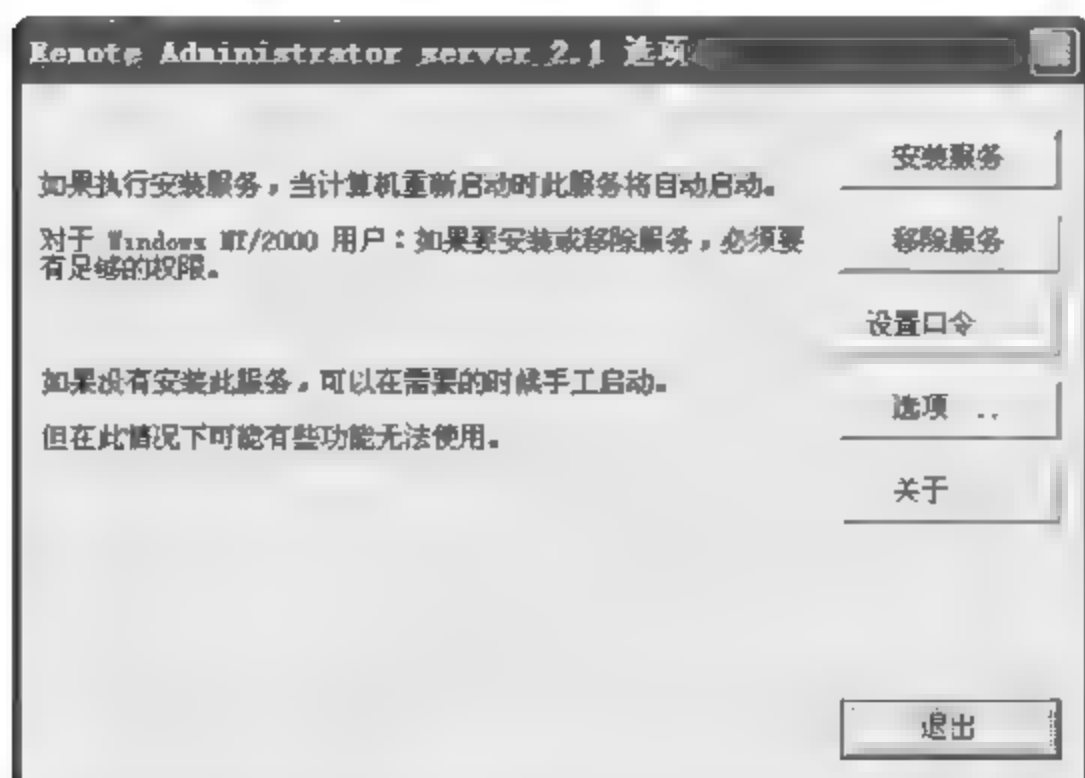 Remote Administrator server 2.1 选项
安装服务
如果执行安装服务，当计算机重新启动时此服务将自动启动。
对于 Windows NT/2000 用户：如果要安装或移除服务，必须要
有足够的权限。
移除服务
设置口令
如果没有安装此服务，可以在需要的时候手工启动。
选项 ..
但在此情况下可能有些功能无法使用。
关于
退出